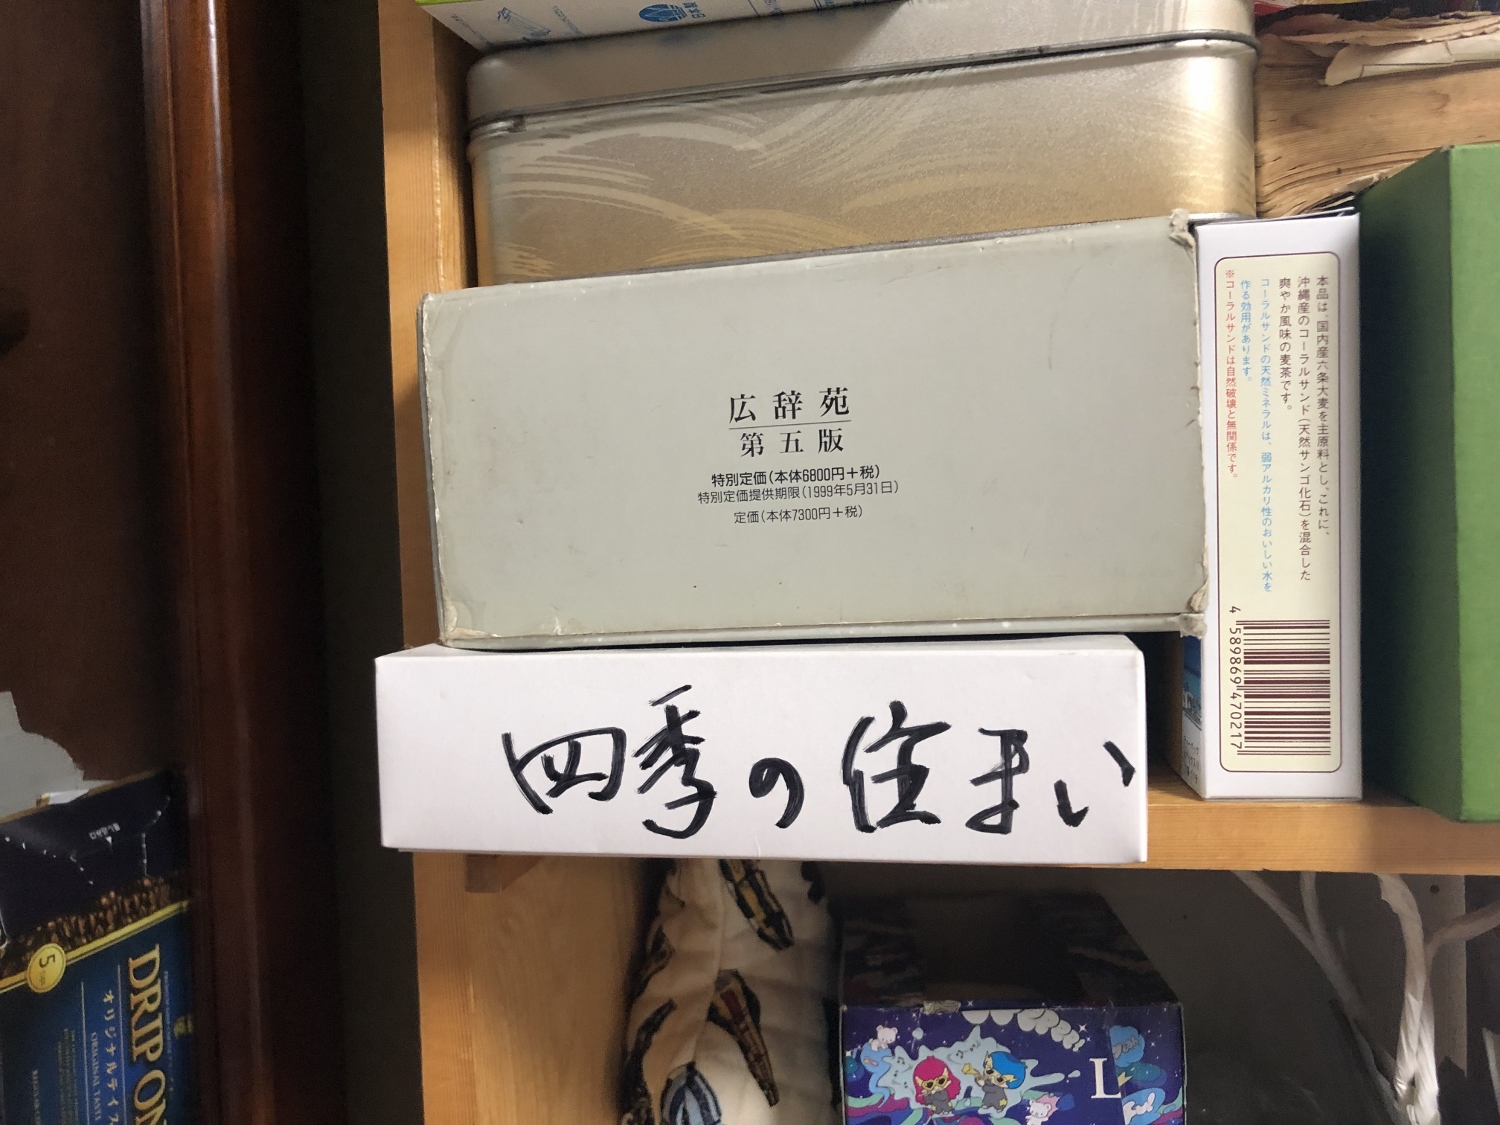 広辞苑
第五版
特別定価(本体6800円+税)
特別定価提供期限(1999年5月31日)
定価(本体7300円+税)
四季の住まい
本品は、国内産六条大麦を主原料とし、これに、
沖縄産のコーラルサンド(天然サンゴ化石)を混合した
爽やか風味の麦茶です。
コーラルサンドの天然ミネラルは、弱アルカリ性のおいしい水を
作る効用があります。
※コーラルサンドは自然破壊と無関係です。
4 589869 470217
5
DRIP ON
オリジナルテイス
ORIGINAL TASTE
L